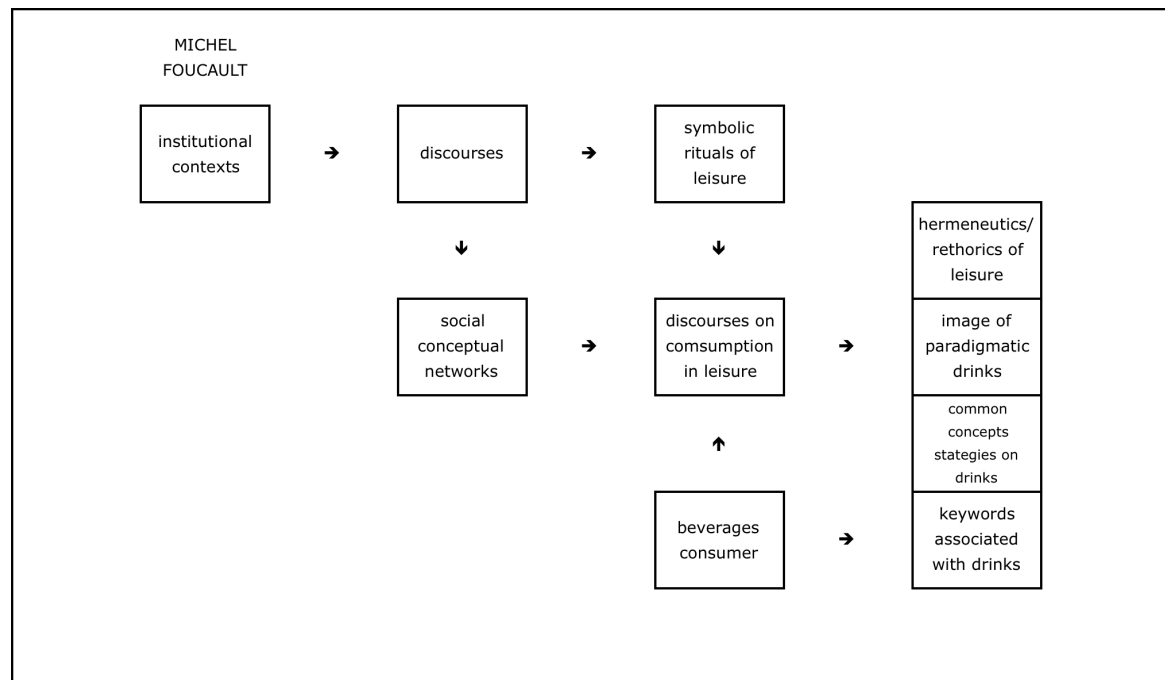 MICHEL
FOUCAULT
institutional
contexts
➔
discourses
➔
symbolic
rituals of
leisure
hermeneutics/
rethorics of
leisure
social
conceptual
networks
➔
discourses on
comsumption
in leisure
➔
image of
paradigmatic
drinks
common
concepts
stategies on
drinks
beverages
consumer
➔
keywords
associated
with drinks